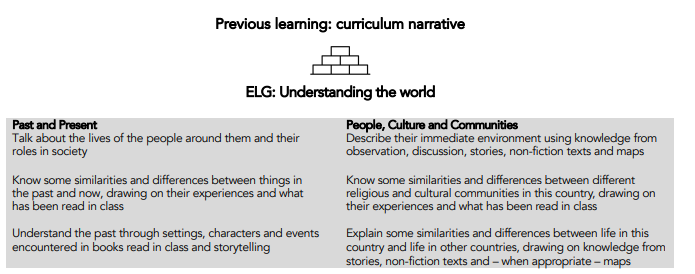 Previous learning: curriculum narrative
ELG: Understanding the world
Past and Present
Talk about the lives of the people around them and their
roles in society
Know some similarities and differences between things in
the past and now, drawing on their experiences and what
has been read in class
Understand the past through settings, characters and events
encountered in books read in class and storytelling
People, Culture and Communities
Describe their immediate environment using knowledge from
observation, discussion, stories, non-fiction texts and maps
Know some similarities and differences between different
religious and cultural communities in this country, drawing on
their experiences and what has been read in class
Explain some similarities and differences between life in this
country and life in other countries, drawing on knowledge from
stories, non-fiction texts and – when appropriate – maps